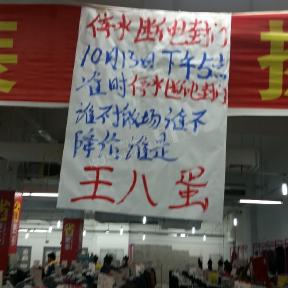 停水断电封门
10月13日下午5点
准时停水断电封门
谁不撤场谁不
降价谁是
王八蛋